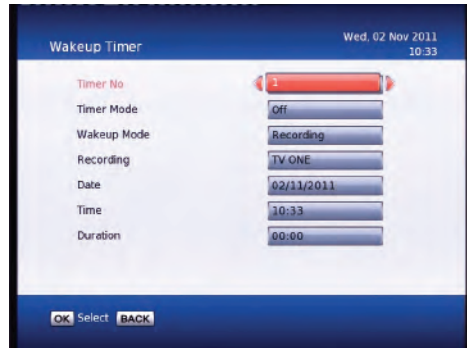 Wakeup Timer
Wed, 02 Nov 2011
10:33
Timer No 1
Timer Mode Off
Wakeup Mode Recording
Recording TV ONE
Date 02/11/2011
Time 10:33
Duration 00:00
OK Select BACK